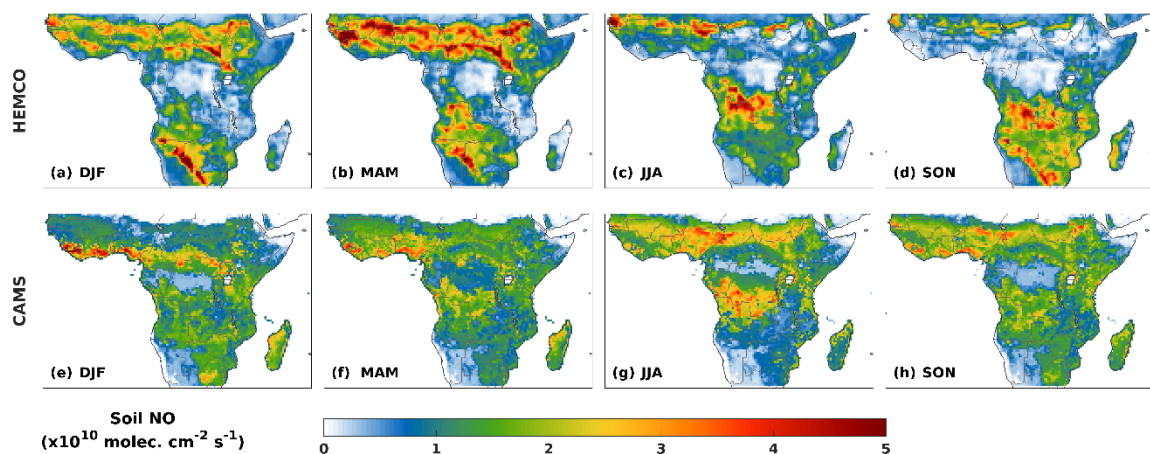 HEMCO
(a) DJF
(b) MAM
(c) JJA
(d) SON
CAMS
(e) DJF
(f) MAM
(g) JJA
(h) SON
Soil NO
(x10¹⁰ molec. cm⁻² s⁻¹)
0 1 2 3 4 5